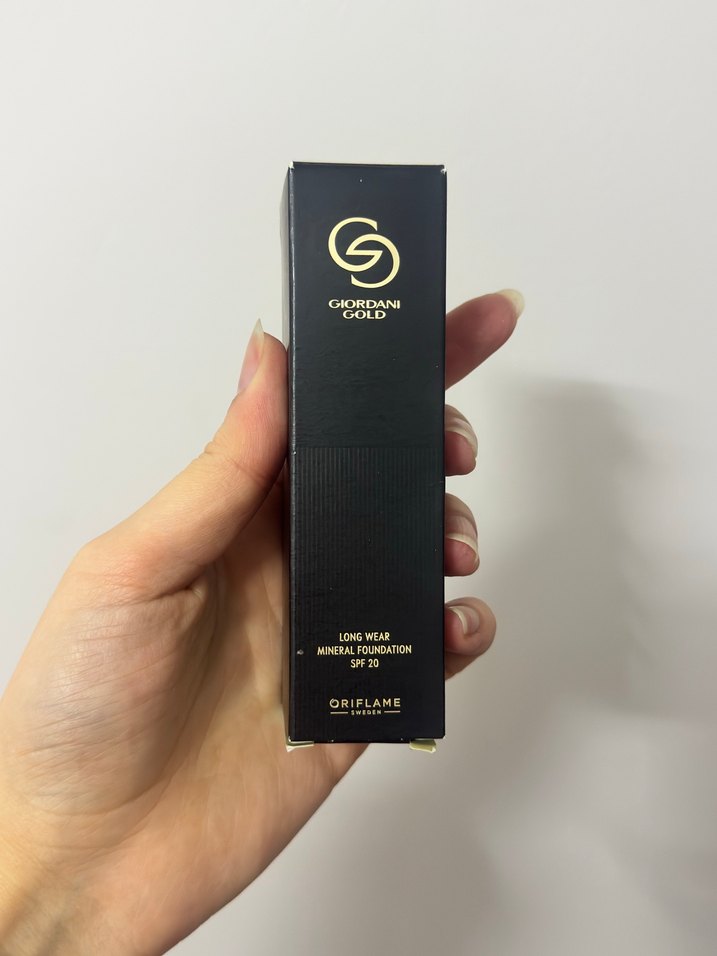 GIORDANI
GOLD
LONG WEAR
MINERAL FOUNDATION
SPF 20
ORIFLAME
SWEDEN